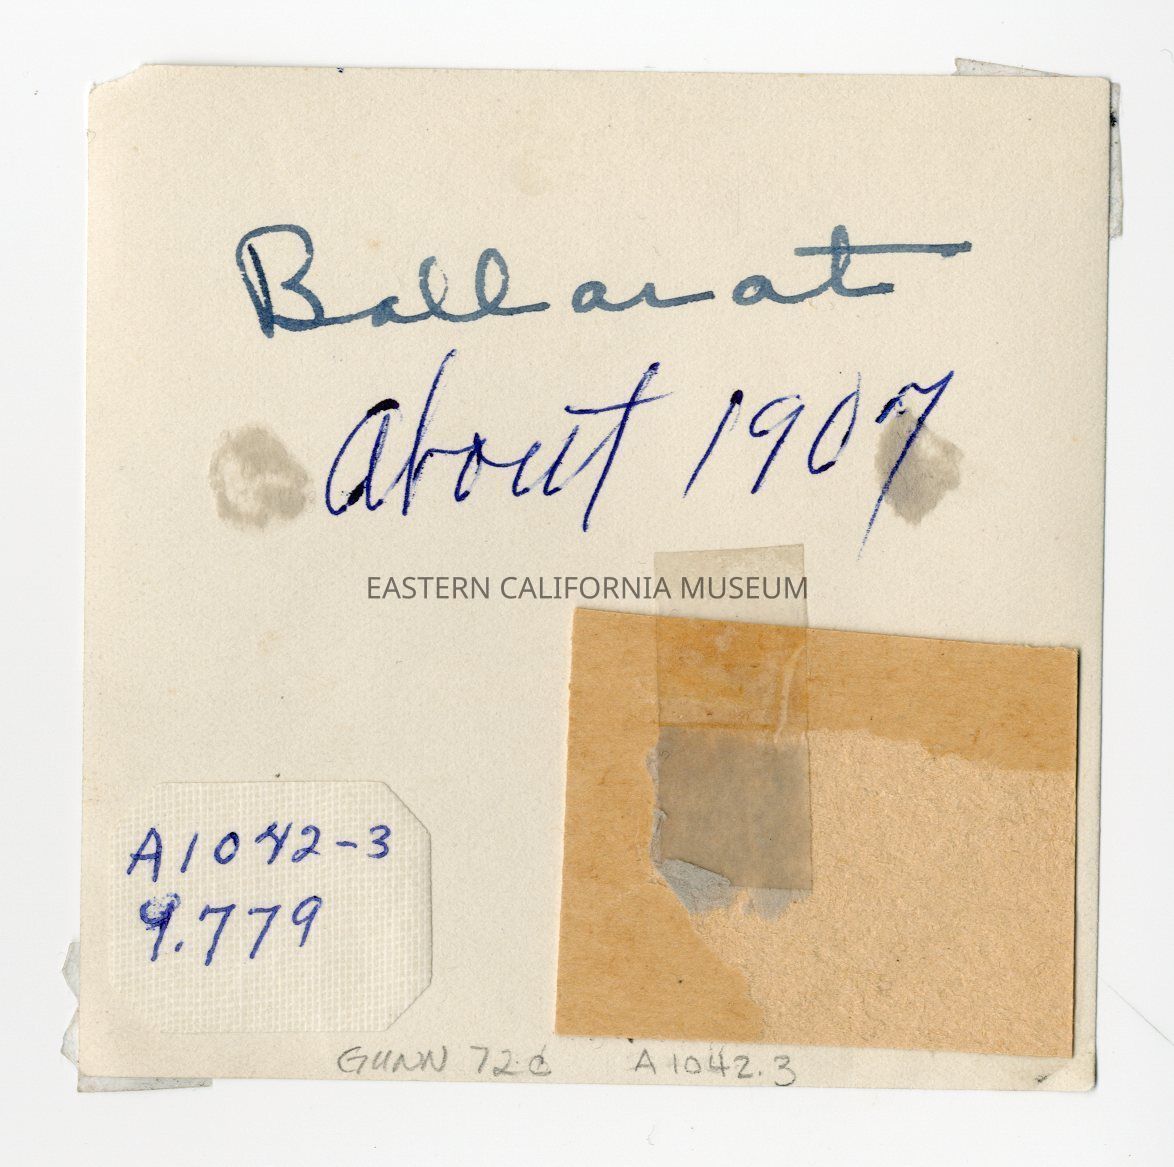 Ballarat
About 1907
EASTERN CALIFORNIA MUSEUM
A1042-3
9.779
GUNN 72c A1042.3